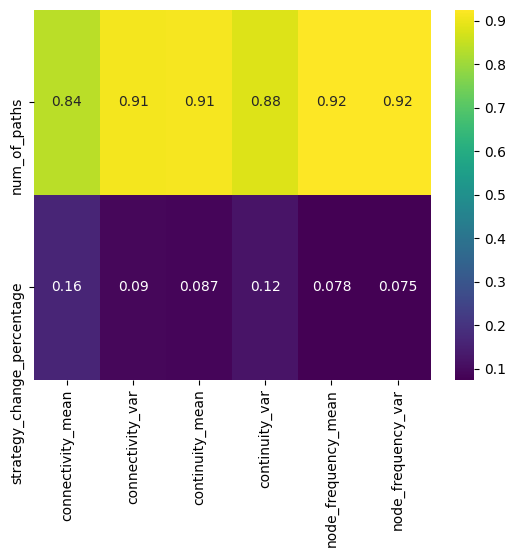 num_of_paths
0.84 0.91 0.91 0.88 0.92 0.92
strategy_change_percentage
0.16 0.09 0.087 0.12 0.078 0.075
connectivity_mean
connectivity_var
continuity_mean
continuity_var
node_frequency_mean
node_frequency_var
0.9
0.8
0.7
0.6
0.5
0.4
0.3
0.2
0.1